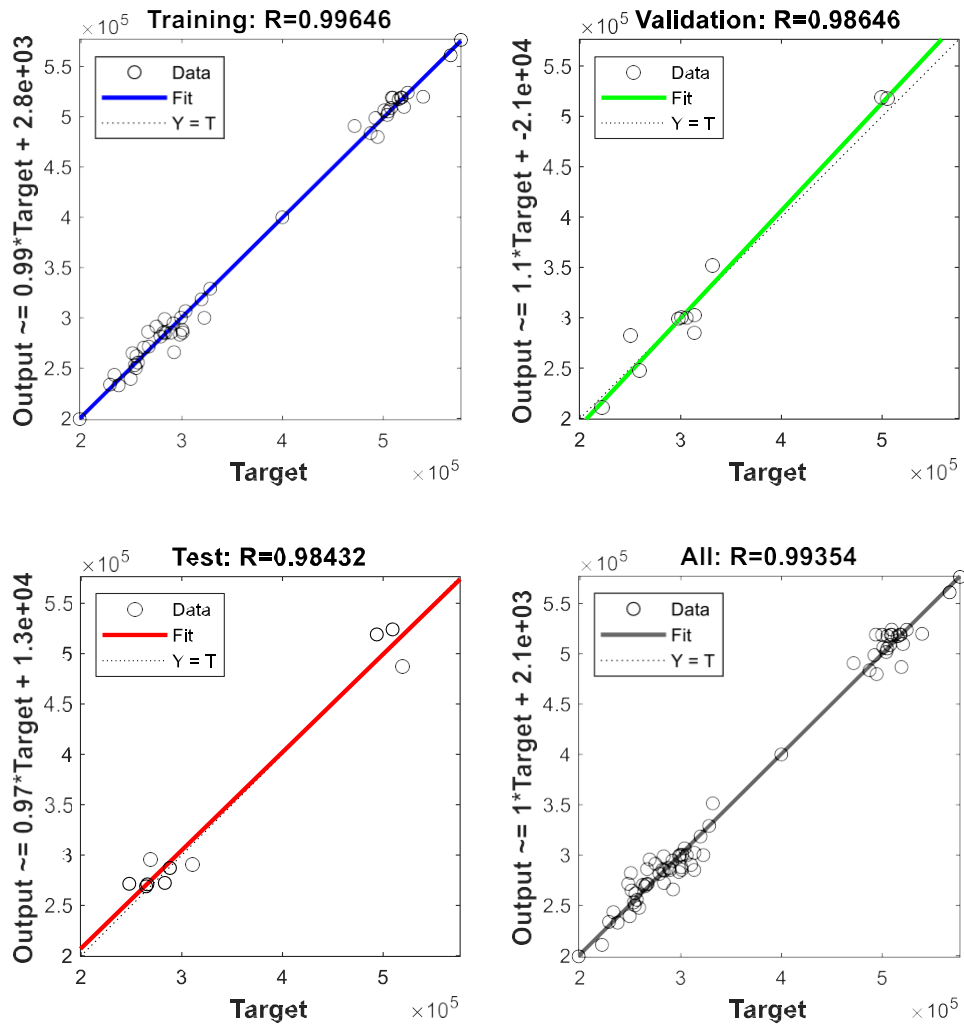 Training: R=0.99646
×10^5
Output ~= 0.99*Target + 2.8e+03
Data
Fit
Y = T
5.5
5
4.5
4
3.5
3
2.5
2
2 3 4 5
Target
×10^5
Validation: R=0.98646
×10^5
Output ~= 1.1*Target + -2.1e+04
Data
Fit
Y = T
5.5
5
4.5
4
3.5
3
2.5
2
2 3 4 5
Target
×10^5
Test: R=0.98432
×10^5
Output ~= 0.97*Target + 1.3e+04
Data
Fit
Y = T
5.5
5
4.5
4
3.5
3
2.5
2
2 3 4 5
Target
×10^5
All: R=0.99354
×10^5
Output ~= 1*Target + 2.1e+03
Data
Fit
Y = T
5.5
5
4.5
4
3.5
3
2.5
2
2 3 4 5
Target
×10^5